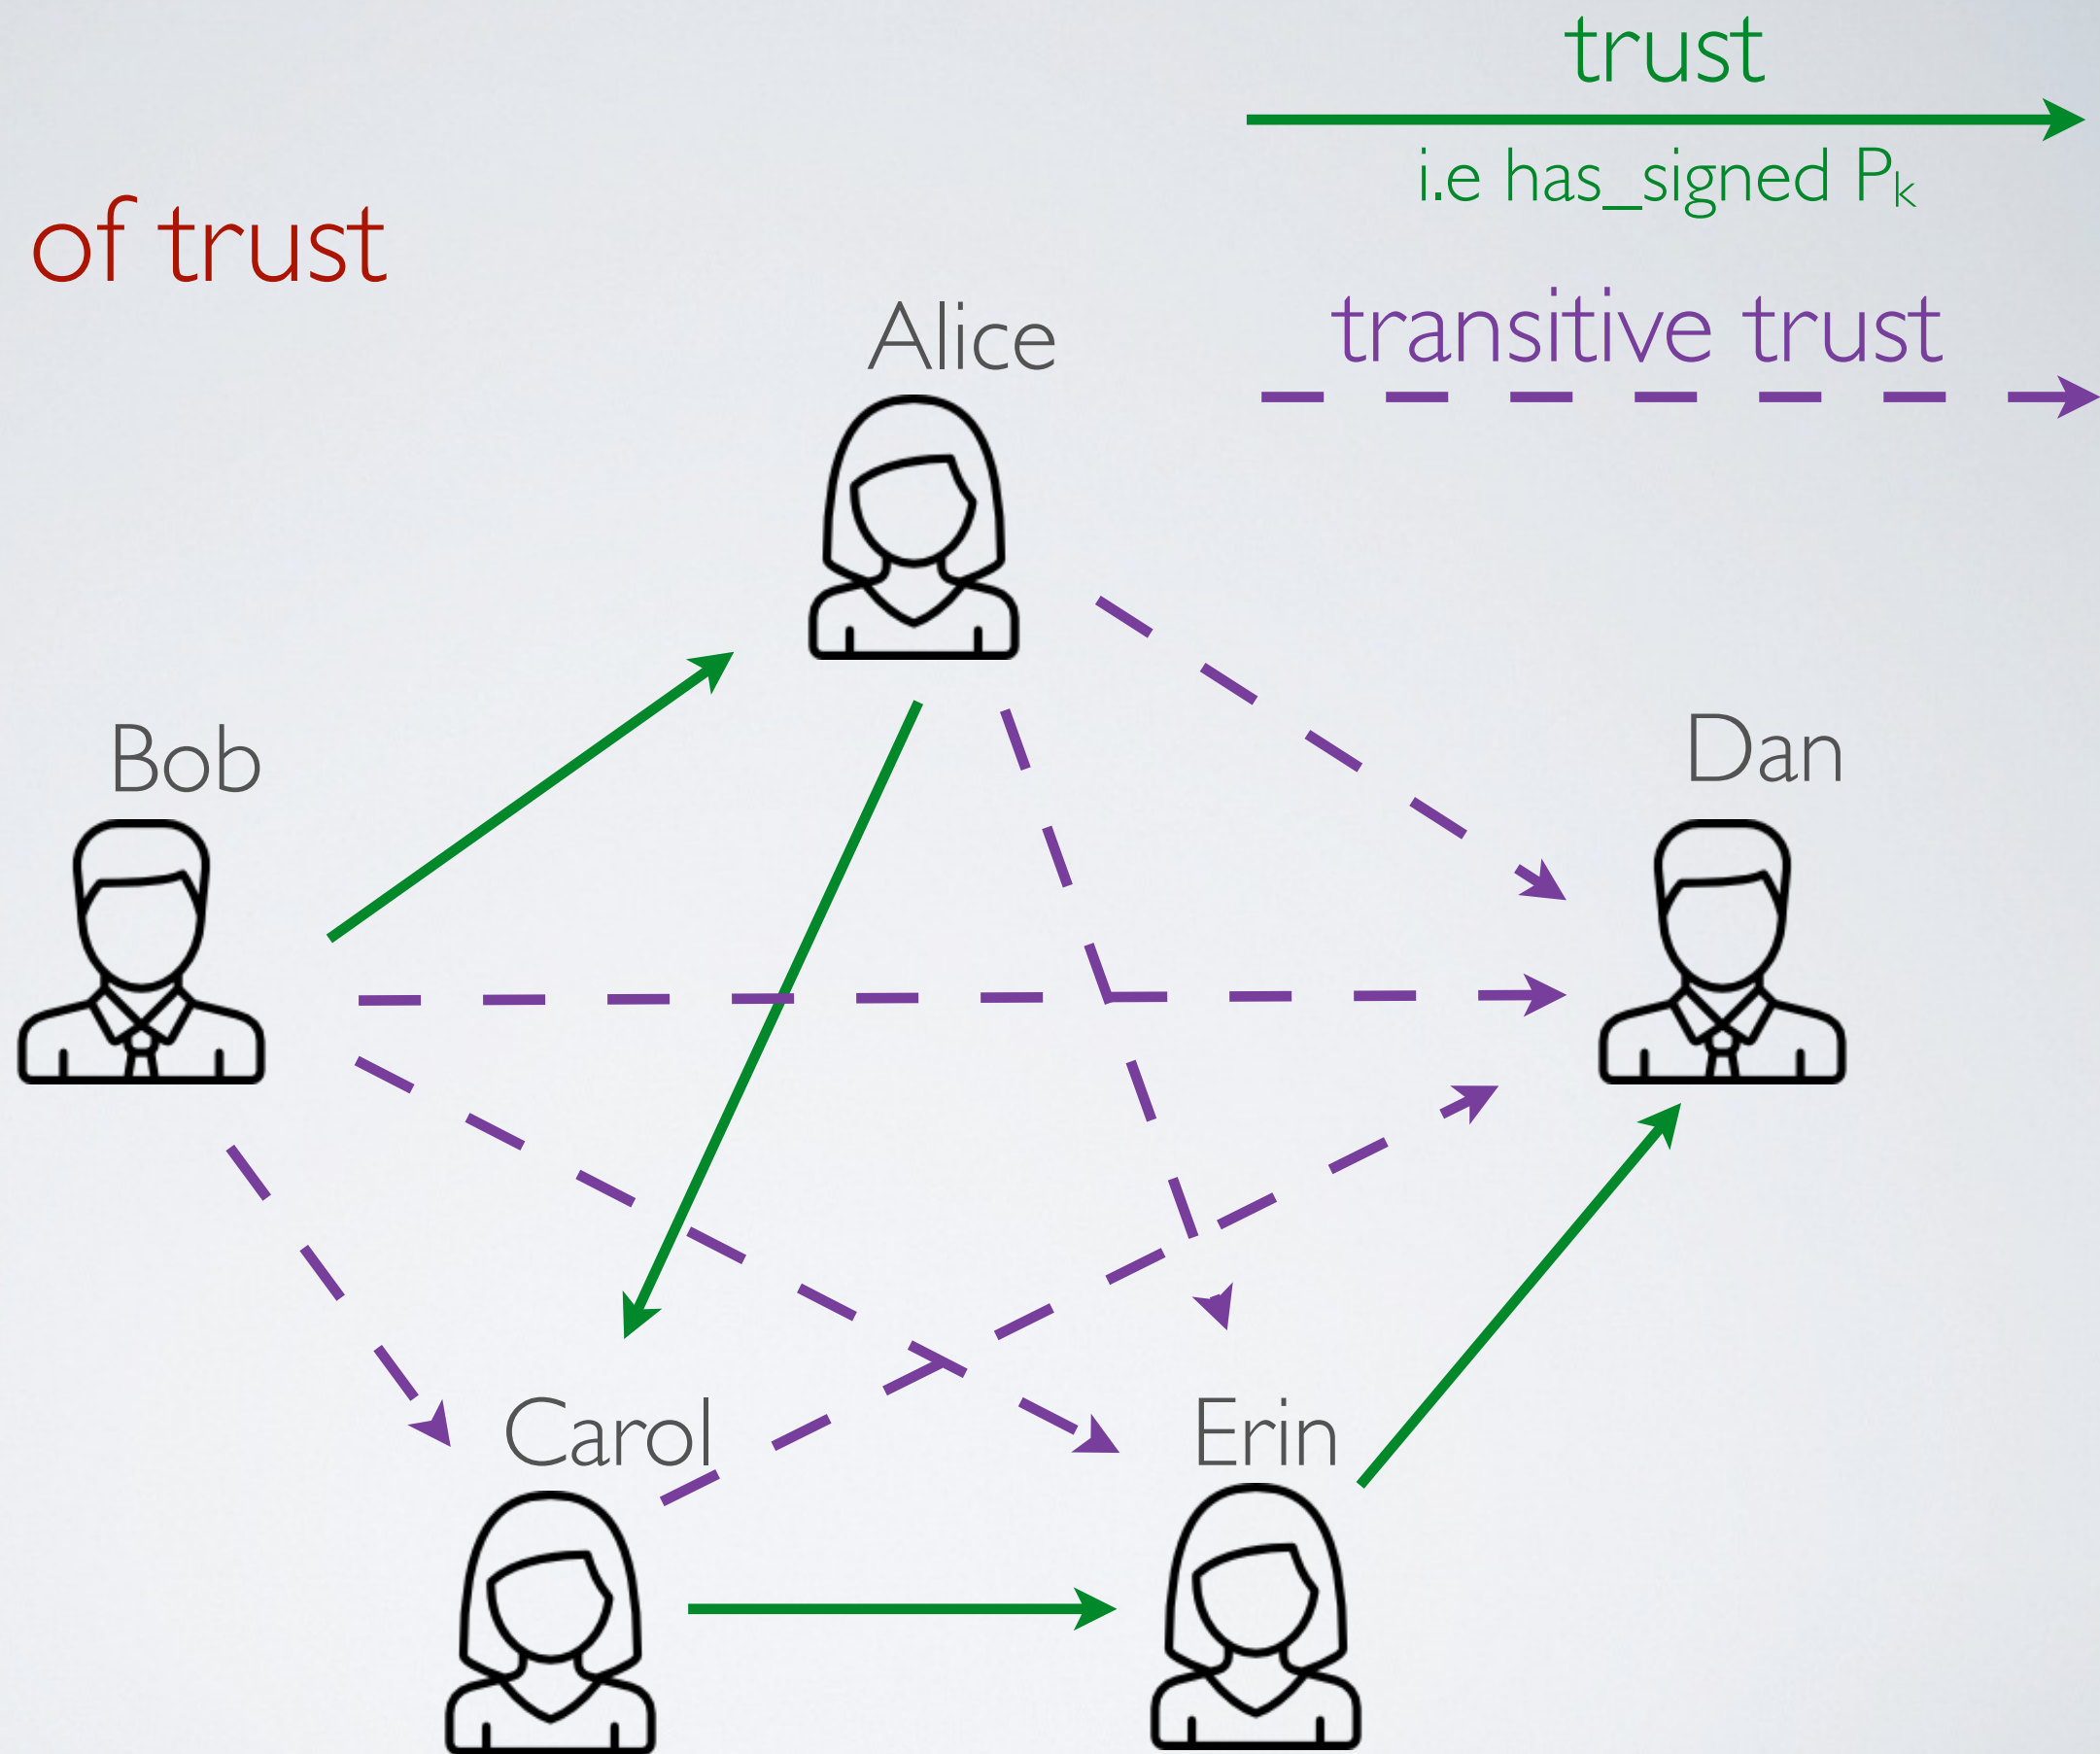 trust
i.e has_signed Pₖ
of trust
transitive trust
Alice
Bob
Dan
Carol
Erin